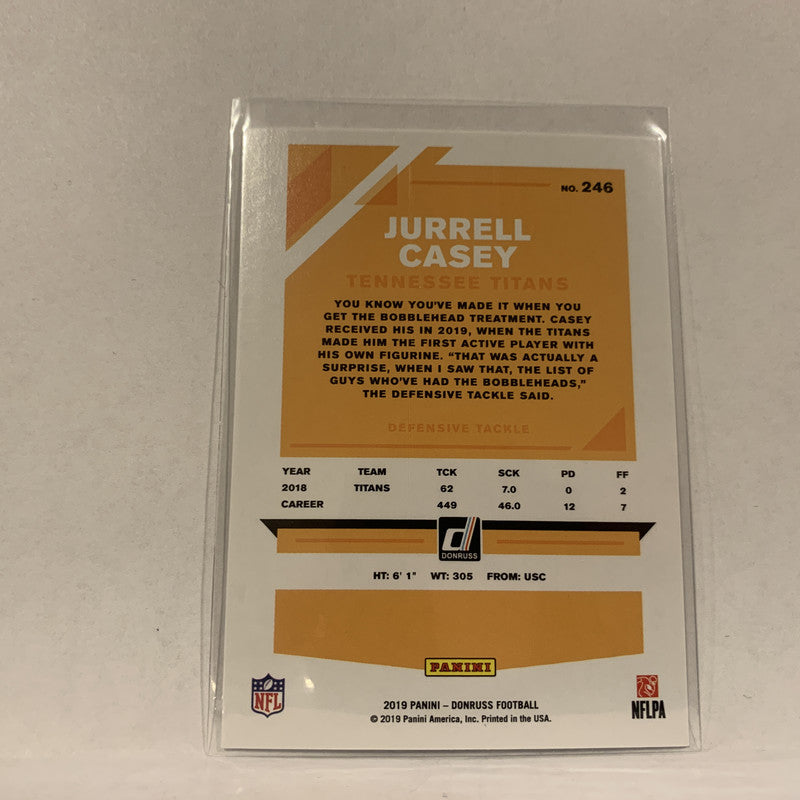 NO. 246
JURRELL
CASEY
TENNESSEE TITANS
YOU KNOW YOU'VE MADE IT WHEN YOU
GET THE BOBBLEHEAD TREATMENT. CASEY
RECEIVED HIS IN 2019, WHEN THE TITANS
MADE HIM THE FIRST ACTIVE PLAYER WITH
HIS OWN FIGURINE. “THAT WAS ACTUALLY A
SURPRISE, WHEN I SAW THAT, THE LIST OF
GUYS WHO'VE HAD THE BOBBLEHEADS,”
THE DEFENSIVE TACKLE SAID.
DEFENSIVE TACKLE
YEAR TEAM TCK SCK PD FF
2018 TITANS 62 7.0 0 2
CAREER 449 46.0 12 7
d
DONRUSS
HT: 6' 1" WT: 305 FROM: USC
PANINI
NFL
2019 PANINI – DONRUSS FOOTBALL
© 2019 Panini America, Inc. Printed in the USA.
NFLPA